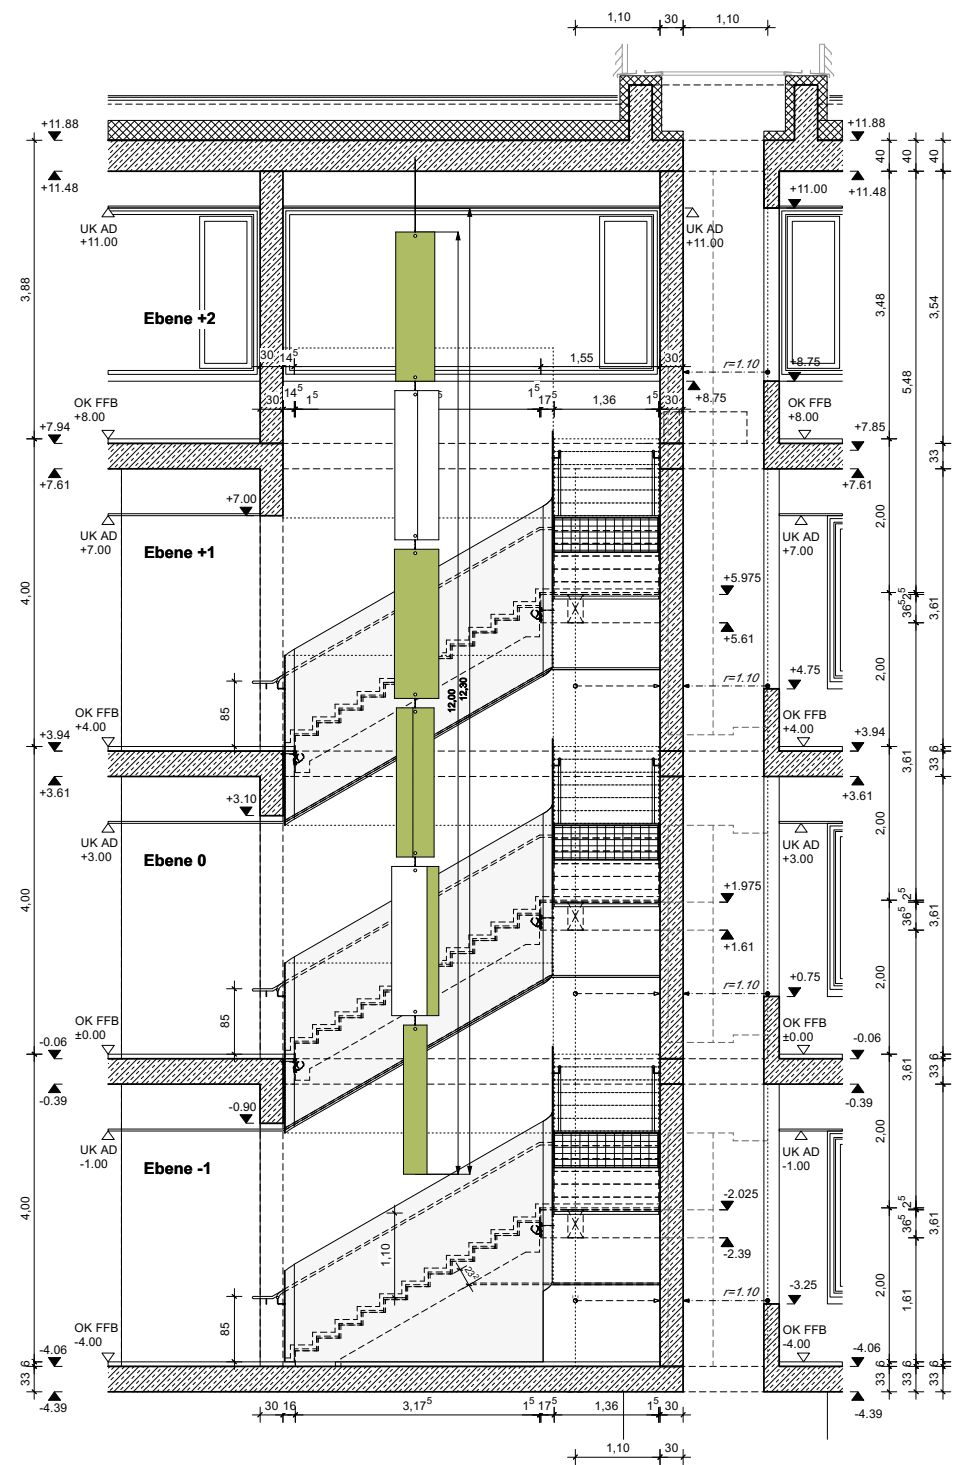 1,10 30 1,10
+11.88 +11.88
40 40 40
+11.48 +11.00 +11.48
UK AD UK AD
+11.00 +11.00
3,88 3,48 3,54
Ebene +2
5,48
30 14⁵ 1,55 30 r=1.10 +8.75
30 14⁵ 1⁵ 1⁵ 17⁵ 1,36 1⁵ 30 +8.75
OK FFB OK FFB
+8.00 +8.00
+7.94 +7.85
33
+7.61 +7.61
+7.00
2,00
UK AD UK AD
+7.00 +7.00
Ebene +1
4,00 +5.975 36⁵ 2⁵ 3,61
+5.61
+4.75
r=1.10 2,00
12,00 12,30
85
OK FFB OK FFB
+4.00 +4.00
+3.94 +3.94
3,61 33 6
+3.61 +3.61
+3.10
2,00
UK AD UK AD
+3.00 +3.00
Ebene 0
4,00 +1.975 36⁵ 2⁵ 3,61
+1.61
+0.75
r=1.10 2,00
85
OK FFB OK FFB
±0.00 ±0.00
-0.06 -0.06
3,61 33 6
-0.39 -0.39
-0.90
2,00
UK AD UK AD
-1.00 -1.00
Ebene -1
4,00 -2.025 36⁵ 2⁵ 3,61
1,10 -2.39
23²
-3.25
r=1.10 2,00 1,61
85
OK FFB OK FFB
-4.00 -4.00
-4.06 -4.06
33 6 33 6 33 6 33 6
-4.39 -4.39
30 16 3,17⁵ 1⁵ 17⁵ 1,36 1⁵ 30
1,10 30